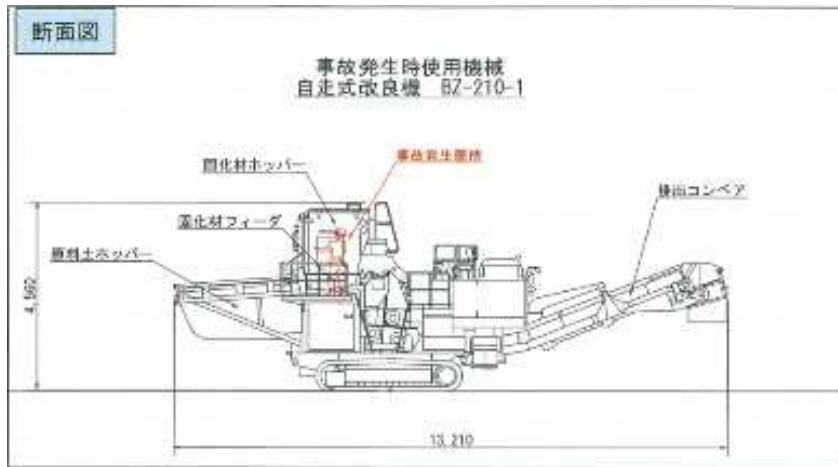 断面図
事故発生時使用機械
自走式改良機 BZ-210-1
固化材ホッパー
事故発生箇所
排出コンベア
固化材フィーダ
原料土ホッパー
13,210